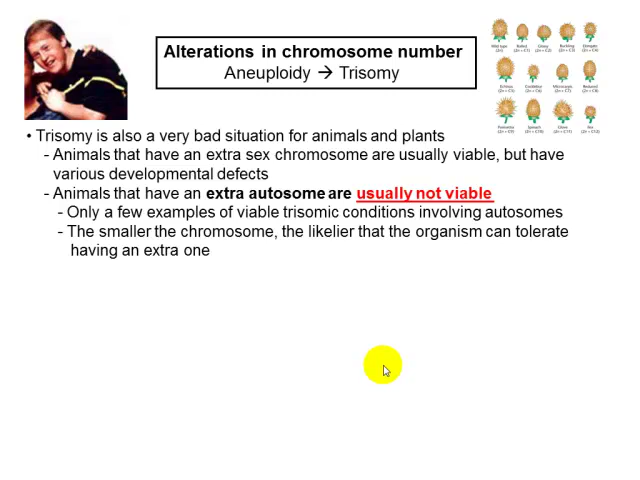 Alterations in chromosome number
Aneuploidy → Trisomy
• Trisomy is also a very bad situation for animals and plants
- Animals that have an extra sex chromosome are usually viable, but have
various developmental defects
- Animals that have an extra autosome are usually not viable
- Only a few examples of viable trisomic conditions involving autosomes
- The smaller the chromosome, the likelier that the organism can tolerate
having an extra one